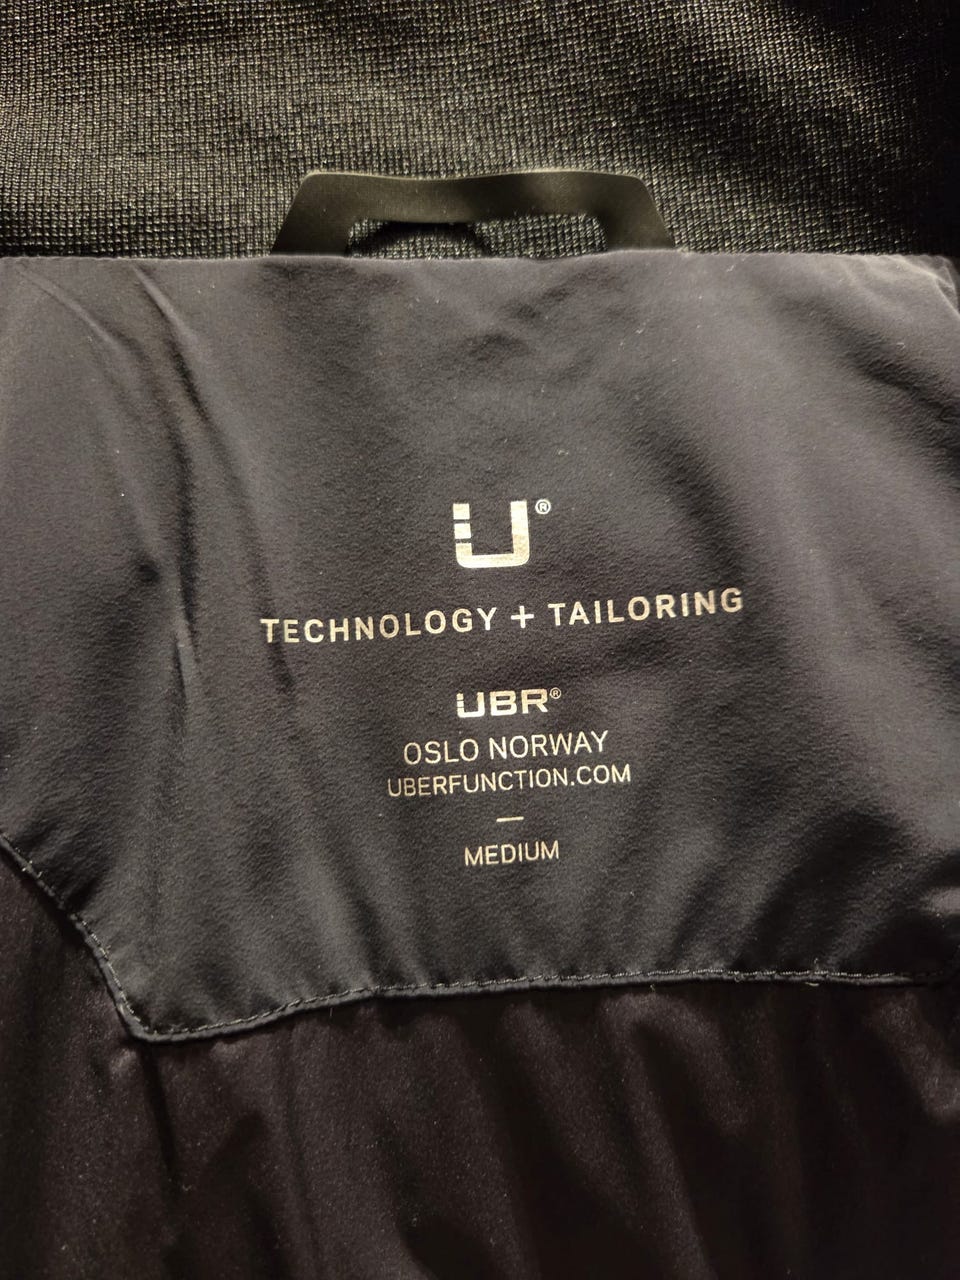 U®
TECHNOLOGY + TAILORING
UBR®
OSLO NORWAY
UBERFUNCTION.COM
—
MEDIUM